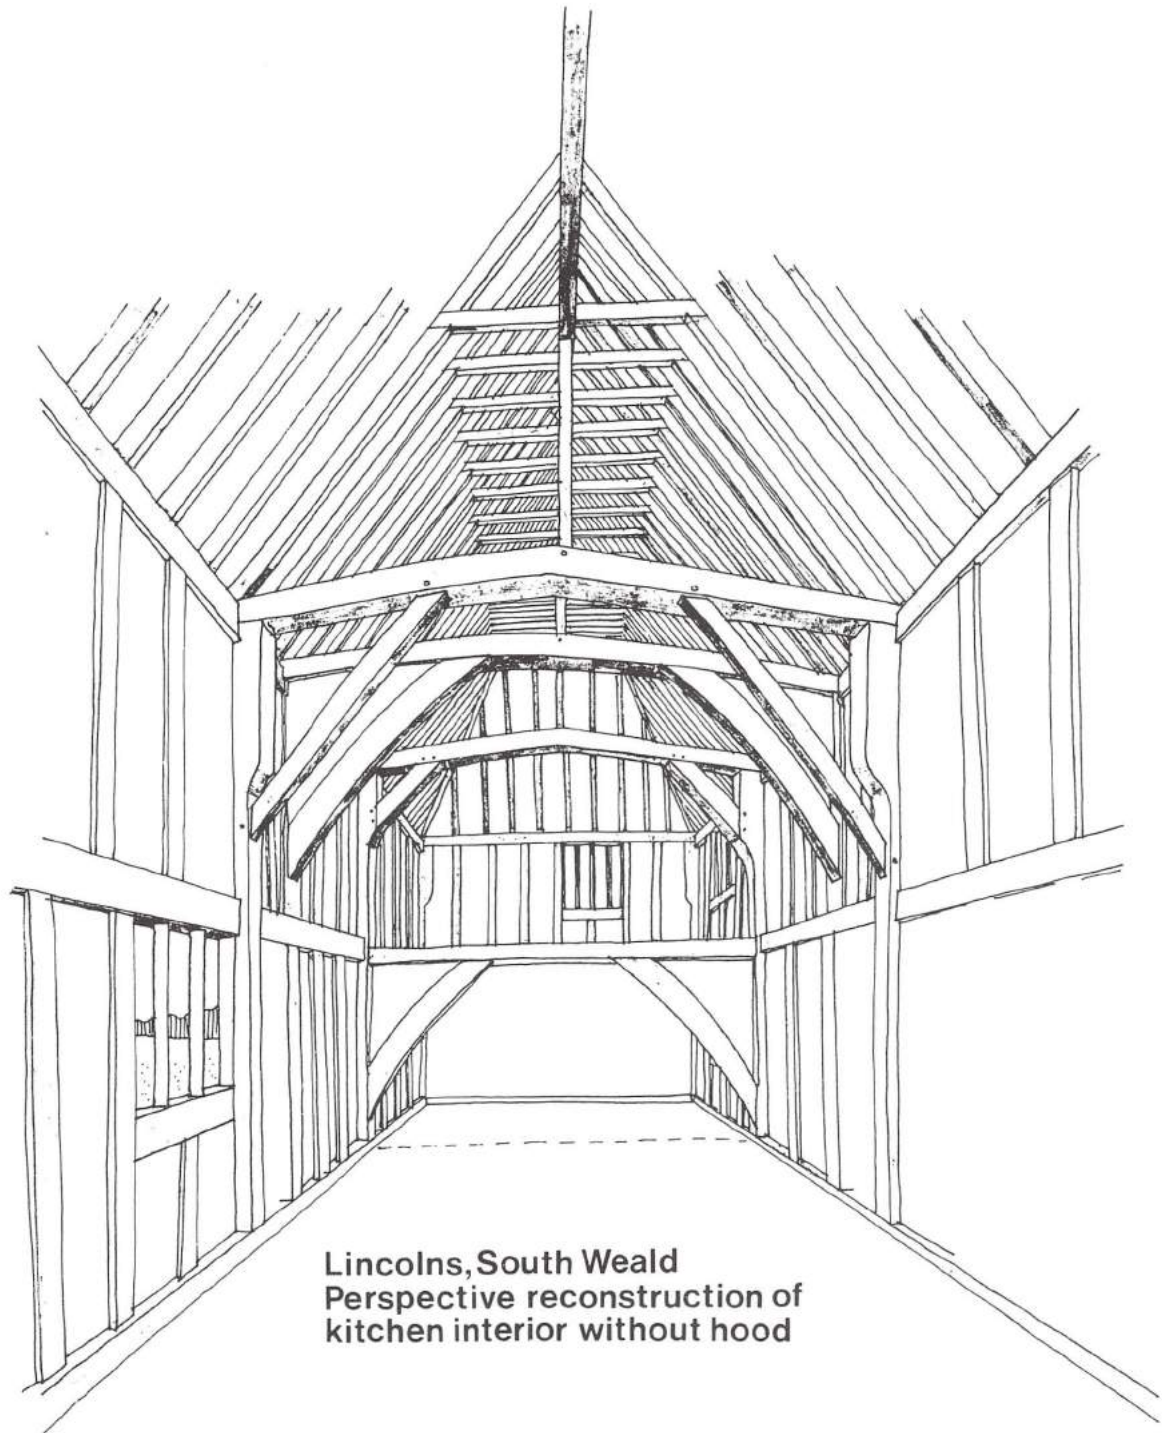 Lincolns, South Weald
Perspective reconstruction of
kitchen interior without hood